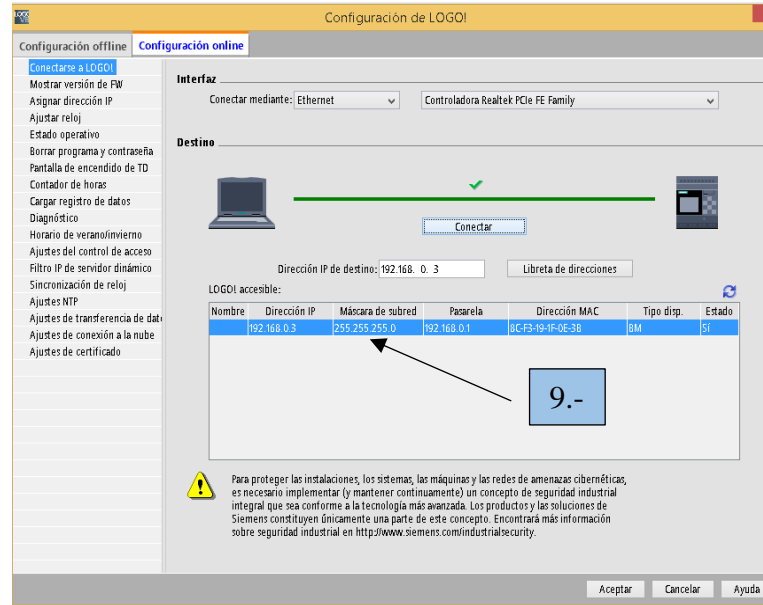 Configuración de LOGO!
Configuración offline
Configuración online
Conectarse a LOGO!
Mostrar versión de FW
Asignar dirección IP
Ajustar reloj
Estado operativo
Borrar programa y contraseña
Pantalla de encendido de TD
Contador de horas
Cargar registro de datos
Diagnóstico
Horario de verano/invierno
Ajustes del control de acceso
Filtro IP de servidor dinámico
Sincronización de reloj
Ajustes NTP
Ajustes de transferencia de dat
Ajustes de conexión a la nube
Ajustes de certificado
Interfaz
Conectar mediante: Ethernet Controladora Realtek PCIe FE Family
Destino
Conectar
Dirección IP de destino: 192.168. 0. 3 Libreta de direcciones
LOGO! accesible:
Nombre Dirección IP Máscara de subred Pasarela Dirección MAC Tipo disp. Estado
192.168.0.3 255.255.255.0 192.168.0.1 8C-F3-19-1F-0E-3B BM Sí
9.-
Para proteger las instalaciones, los sistemas, las máquinas y las redes de amenazas cibernéticas,
es necesario implementar (y mantener continuamente) un concepto de seguridad industrial
integral que sea conforme a la tecnología más avanzada. Los productos y las soluciones de
Siemens constituyen únicamente una parte de este concepto. Encontrará más información
sobre seguridad industrial en http://www.siemens.com/industrialsecurity.
Aceptar Cancelar Ayuda